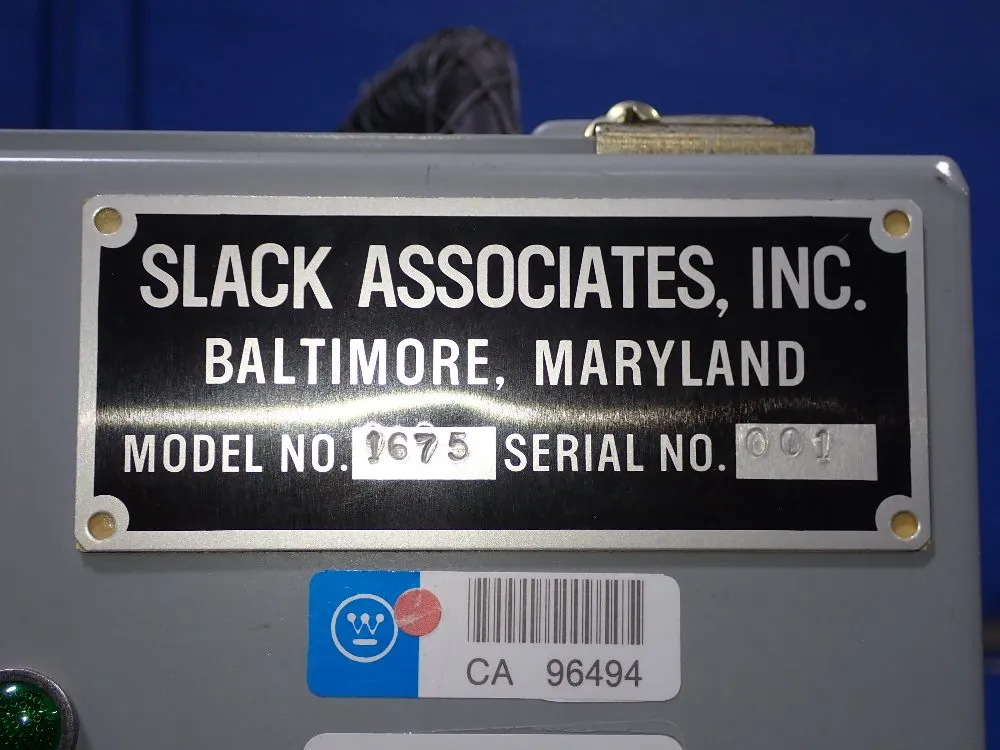 SLACK ASSOCIATES, INC.
BALTIMORE, MARYLAND
MODEL NO. 1675 SERIAL NO. 001
CA 96494